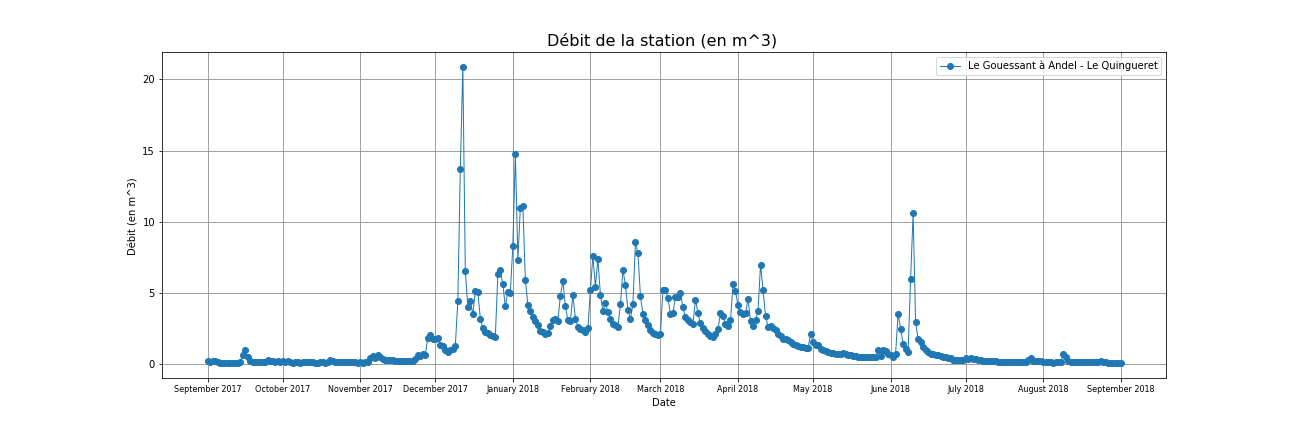 Débit de la station (en m^3)
Le Gouessant à Andel - Le Quingueret
Débit (en m^3)
20
15
10
5
0
September 2017 October 2017 November 2017 December 2017 January 2018 February 2018 March 2018 April 2018 May 2018 June 2018 July 2018 August 2018 September 2018
Date